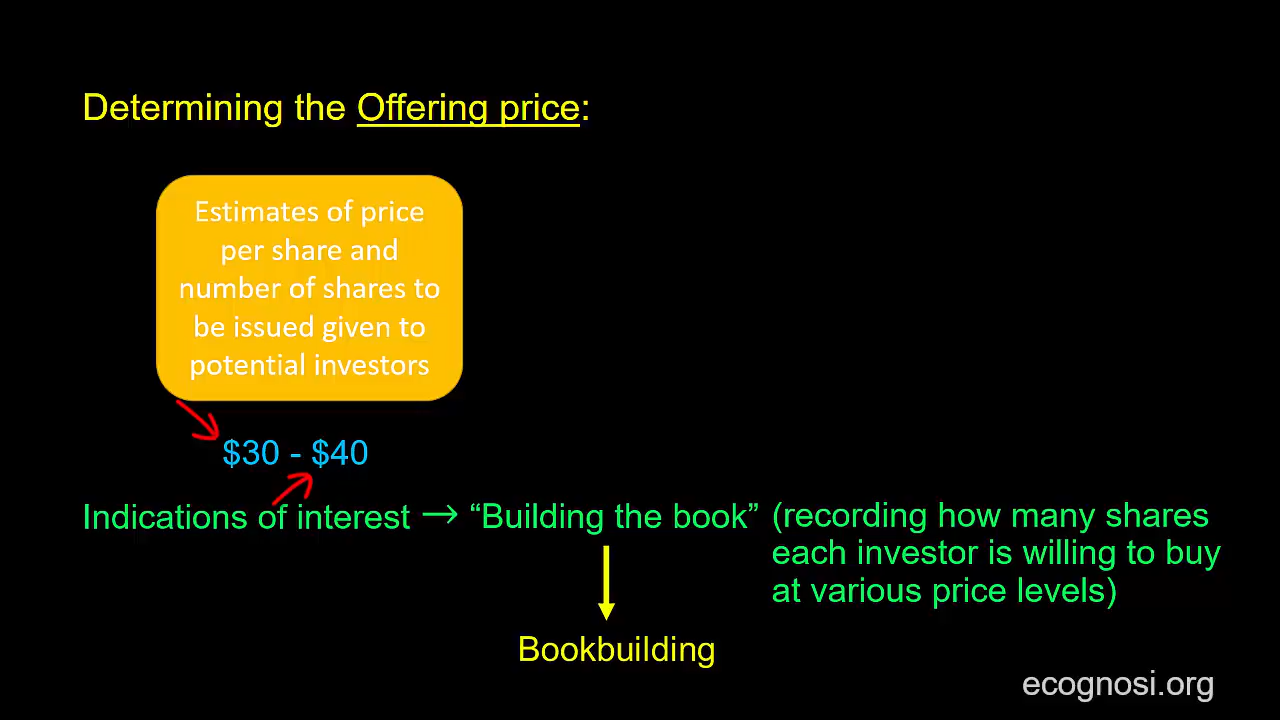 Determining the Offering price:
Estimates of price
per share and
number of shares to
be issued given to
potential investors
$30 - $40
Indications of interest → “Building the book” (recording how many shares
each investor is willing to buy
at various price levels)
Bookbuilding
ecognosi.org